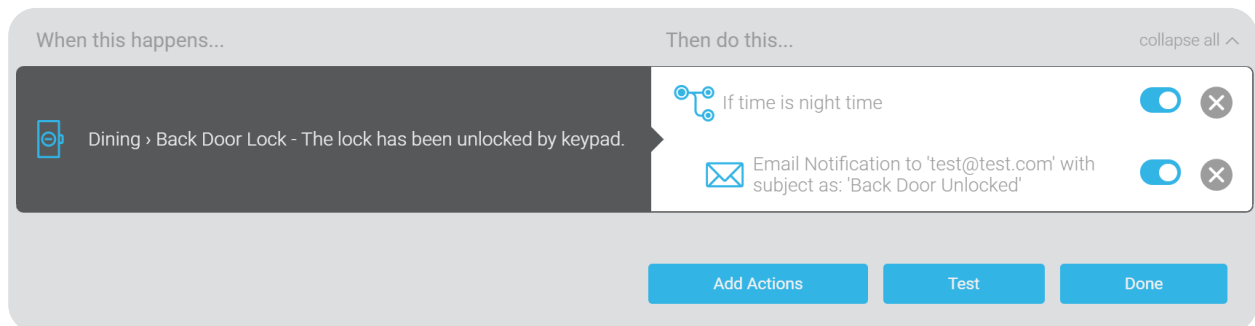 When this happens...
Then do this...
collapse all
Dining › Back Door Lock - The lock has been unlocked by keypad.
If time is night time
Email Notification to 'test@test.com' with
subject as: 'Back Door Unlocked'
Add Actions
Test
Done